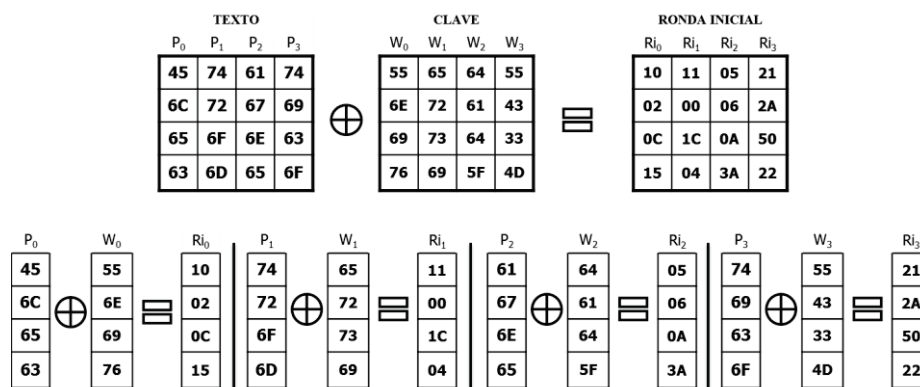 TEXTO CLAVE RONDA INICIAL
P₀ P₁ P₂ P₃ W₀ W₁ W₂ W₃ Ri₀ Ri₁ Ri₂ Ri₃
45 74 61 74 55 65 64 55 10 11 05 21
6C 72 67 69 6E 72 61 43 02 00 06 2A
65 6F 6E 63 69 73 64 33 0C 1C 0A 50
63 6D 65 6F 76 69 5F 4D 15 04 3A 22
P₀ W₀ Ri₀ P₁ W₁ Ri₁ P₂ W₂ Ri₂ P₃ W₃ Ri₃
45 55 10 74 65 11 61 64 05 74 55 21
6C 6E 02 72 72 00 67 61 06 69 43 2A
65 69 0C 6F 73 1C 6E 64 0A 63 33 50
63 76 15 6D 69 04 65 5F 3A 6F 4D 22